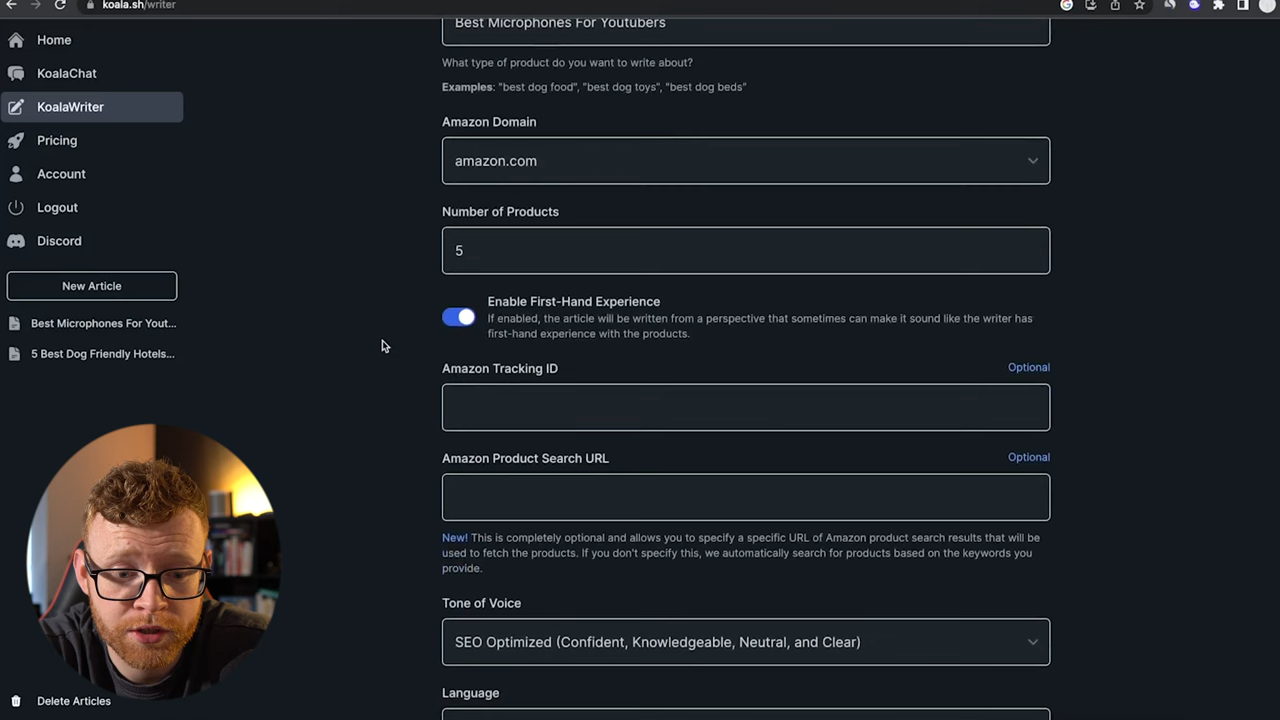 koala.sh/writer
Home
KoalaChat
KoalaWriter
Pricing
Account
Logout
Discord
New Article
Best Microphones For Yout...
5 Best Dog Friendly Hotels...
Delete Articles
Best Microphones For Youtubers
What type of product do you want to write about?
Examples: "best dog food", "best dog toys", "best dog beds"
Amazon Domain
amazon.com
Number of Products
5
Enable First-Hand Experience
If enabled, the article will be written from a perspective that sometimes can make it sound like the writer has
first-hand experience with the products.
Amazon Tracking ID
Optional
Amazon Product Search URL
Optional
New! This is completely optional and allows you to specify a specific URL of Amazon product search results that will be
used to fetch the products. If you don't specify this, we automatically search for products based on the keywords you
provide.
Tone of Voice
SEO Optimized (Confident, Knowledgeable, Neutral, and Clear)
Language